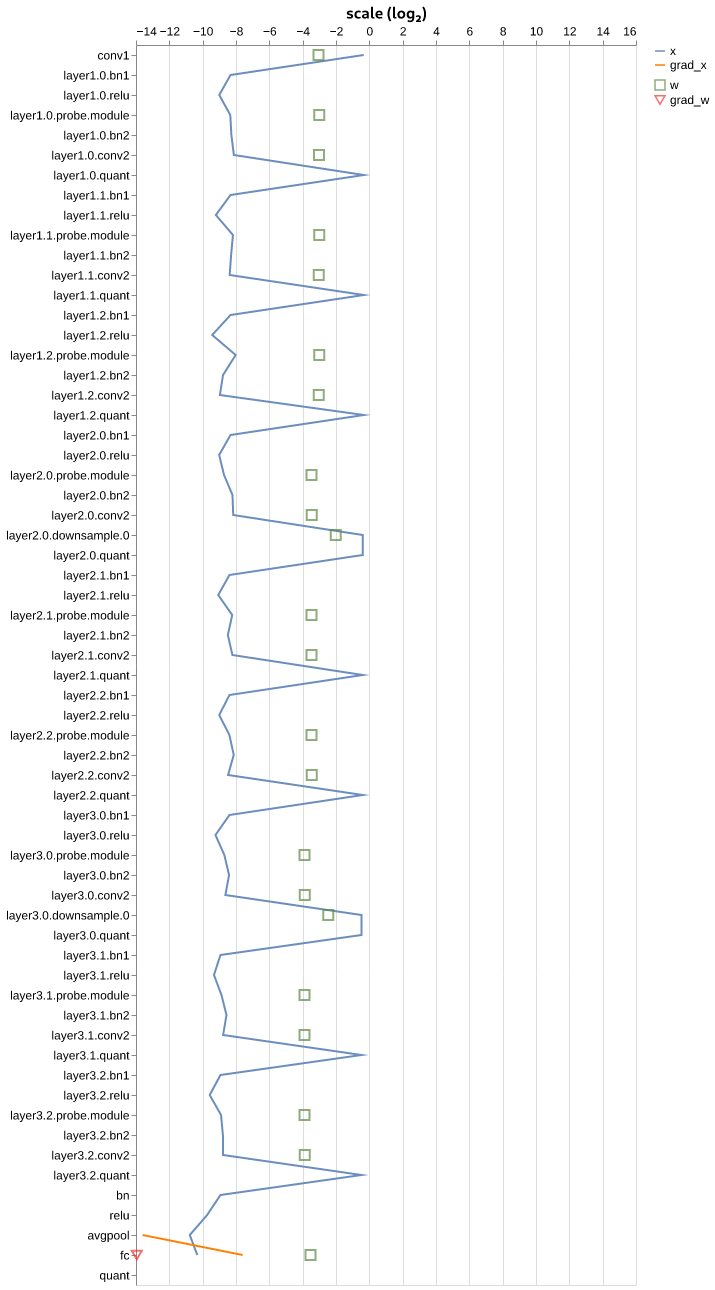 scale (log₂)
−14 −12 −10 −8 −6 −4 −2 0 2 4 6 8 10 12 14 16
conv1
layer1.0.bn1
layer1.0.relu
layer1.0.probe.module
layer1.0.bn2
layer1.0.conv2
layer1.0.quant
layer1.1.bn1
layer1.1.relu
layer1.1.probe.module
layer1.1.bn2
layer1.1.conv2
layer1.1.quant
layer1.2.bn1
layer1.2.relu
layer1.2.probe.module
layer1.2.bn2
layer1.2.conv2
layer1.2.quant
layer2.0.bn1
layer2.0.relu
layer2.0.probe.module
layer2.0.bn2
layer2.0.conv2
layer2.0.downsample.0
layer2.0.quant
layer2.1.bn1
layer2.1.relu
layer2.1.probe.module
layer2.1.bn2
layer2.1.conv2
layer2.1.quant
layer2.2.bn1
layer2.2.relu
layer2.2.probe.module
layer2.2.bn2
layer2.2.conv2
layer2.2.quant
layer3.0.bn1
layer3.0.relu
layer3.0.probe.module
layer3.0.bn2
layer3.0.conv2
layer3.0.downsample.0
layer3.0.quant
layer3.1.bn1
layer3.1.relu
layer3.1.probe.module
layer3.1.bn2
layer3.1.conv2
layer3.1.quant
layer3.2.bn1
layer3.2.relu
layer3.2.probe.module
layer3.2.bn2
layer3.2.conv2
layer3.2.quant
bn
relu
avgpool
fc
quant
x
grad_x
w
grad_w